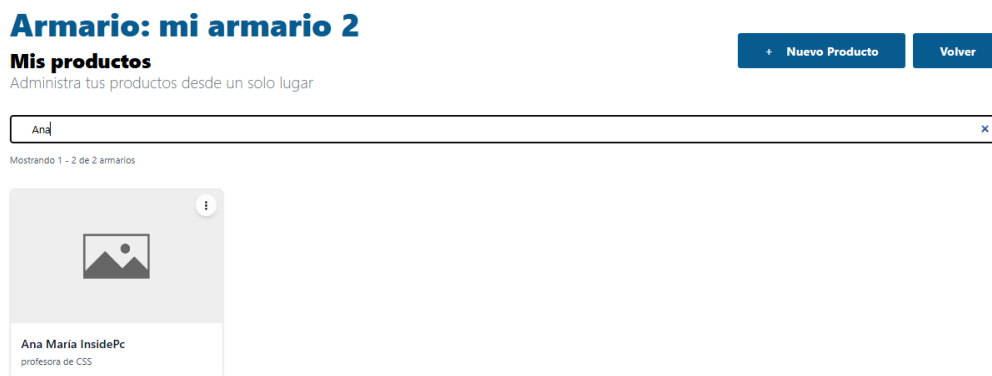 Armario: mi armario 2
Mis productos
Administra tus productos desde un solo lugar
+ Nuevo Producto
Volver
Ana
×
Mostrando 1 - 2 de 2 armarios
Ana María InsidePc
profesora de CSS